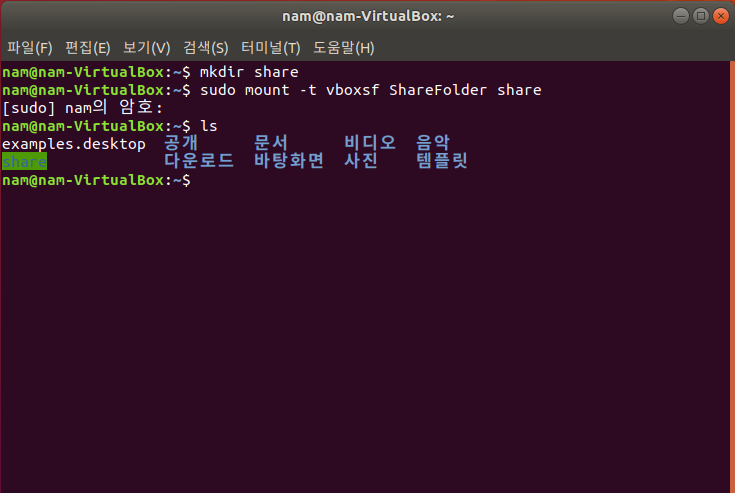 nam@nam-VirtualBox: ~
파일(F) 편집(E) 보기(V) 검색(S) 터미널(T) 도움말(H)
nam@nam-VirtualBox:~$ mkdir share
nam@nam-VirtualBox:~$ sudo mount -t vboxsf ShareFolder share
[sudo] nam의 암호:
nam@nam-VirtualBox:~$ ls
examples.desktop 공개 문서 비디오 음악
share 다운로드 바탕화면 사진 템플릿
nam@nam-VirtualBox:~$